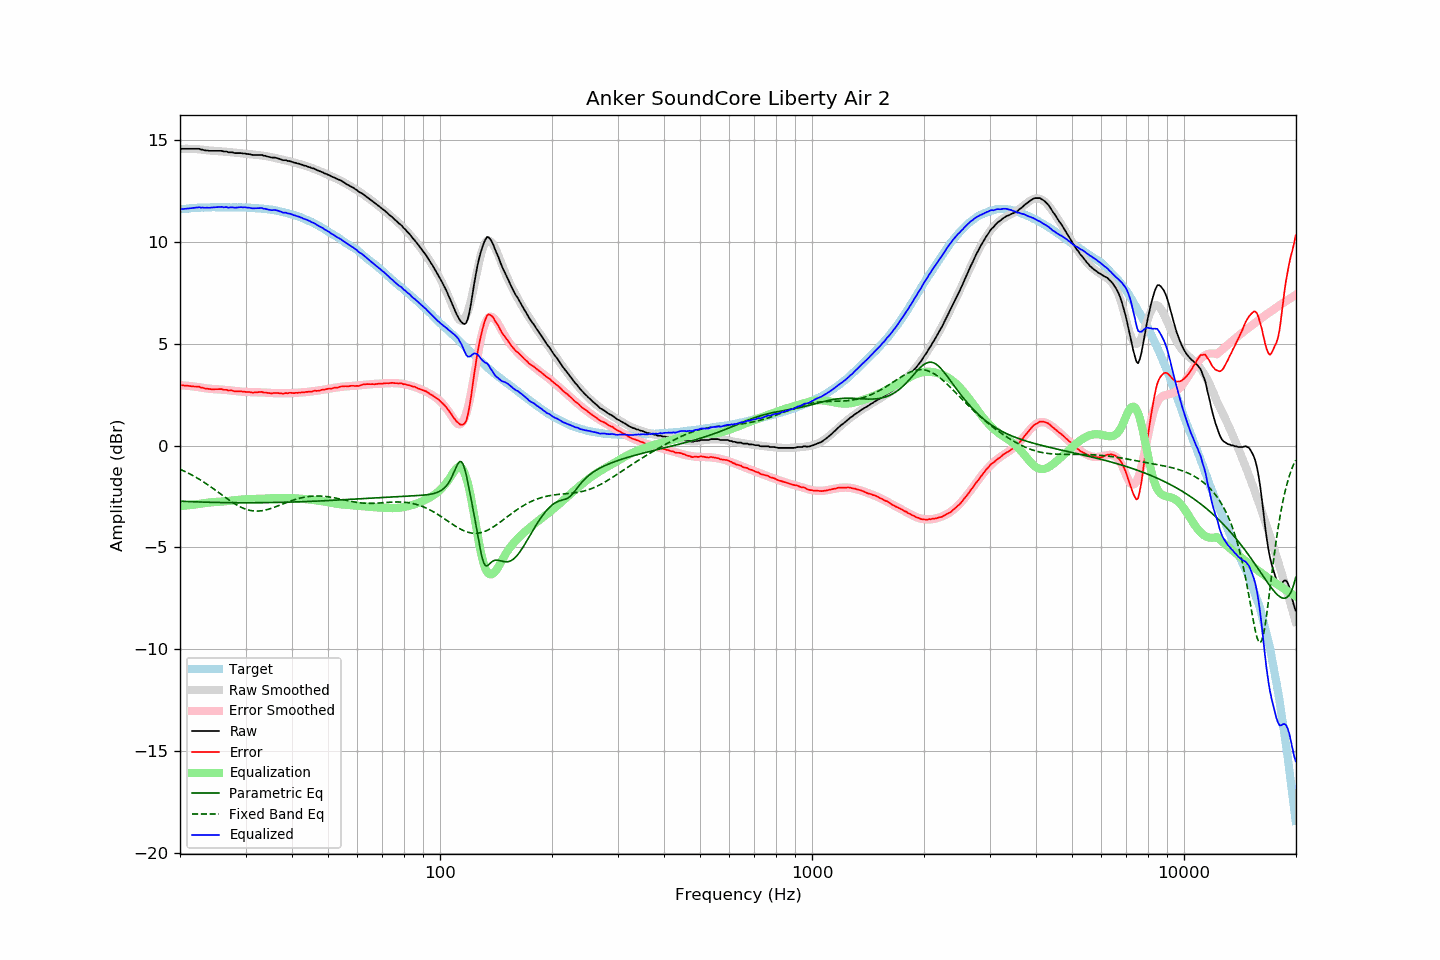 Anker SoundCore Liberty Air 2
Amplitude (dBr)
15
10
5
0
−5
−10
−15
−20
Target
Raw Smoothed
Error Smoothed
Raw
Error
Equalization
Parametric Eq
Fixed Band Eq
Equalized
100
1000
10000
Frequency (Hz)